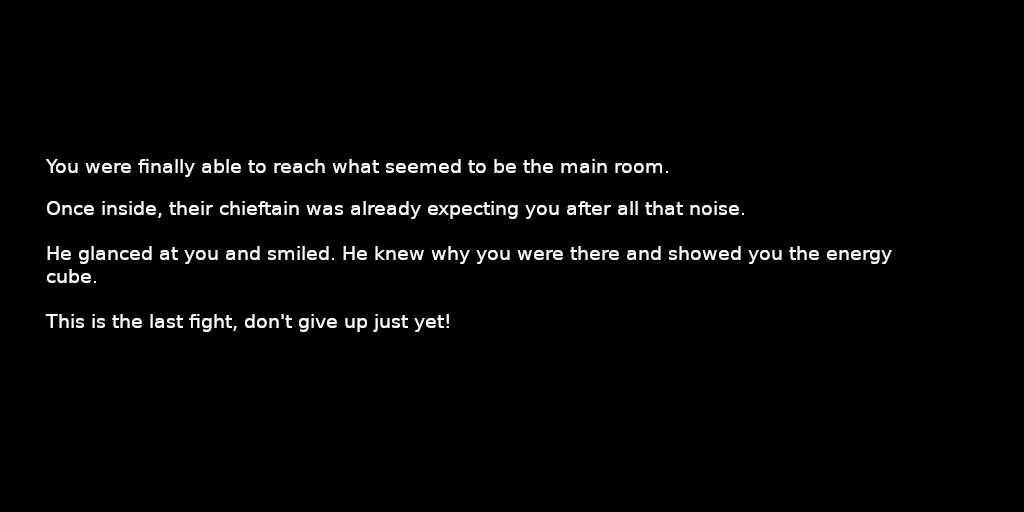 You were finally able to reach what seemed to be the main room.
Once inside, their chieftain was already expecting you after all that noise.
He glanced at you and smiled. He knew why you were there and showed you the energy
cube.
This is the last fight, don't give up just yet!